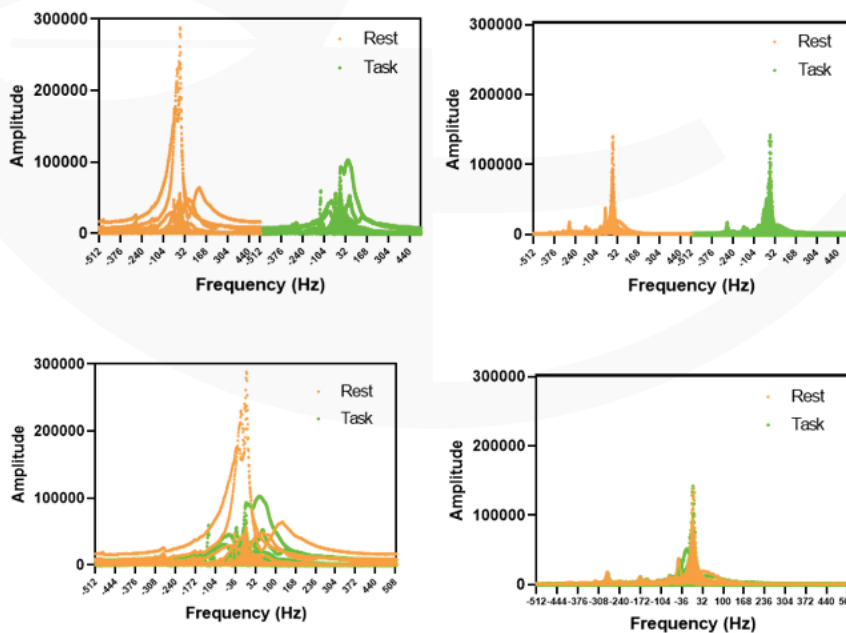 300000
200000
100000
0
Amplitude
Rest
Task
-512 -376 -240 -104 32 168 304 440 -512 -376 -240 -104 32 168 304 440
Frequency (Hz)
300000
200000
100000
0
Amplitude
Rest
Task
-512 -376 -240 -104 32 168 304 440 -512 -376 -240 -104 32 168 304 440
Frequency (Hz)
300000
200000
100000
0
Amplitude
Rest
Task
-512 -444 -376 -308 -240 -172 -104 -36 32 100 168 236 304 372 440 508
Frequency (Hz)
300000
200000
100000
0
Amplitude
Rest
Task
-512 -444 -376 -308 -240 -172 -104 -36 32 100 168 236 304 372 440
Frequency (Hz)